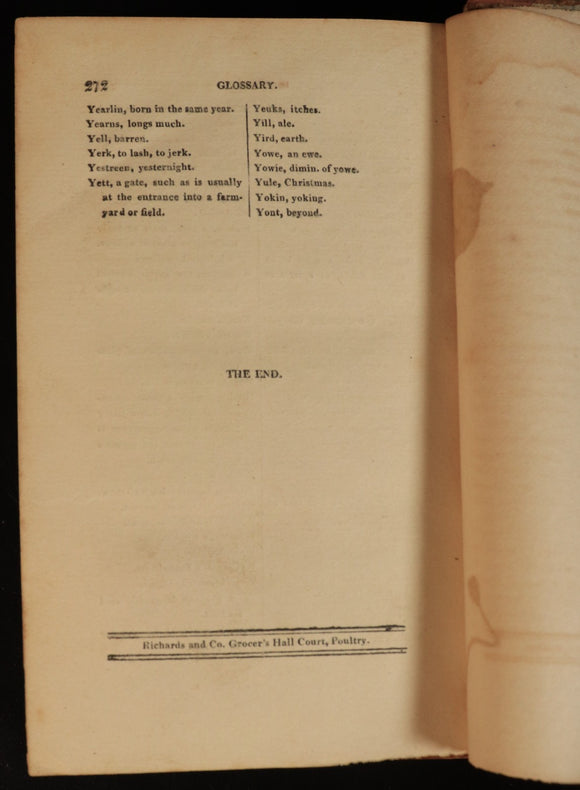 272
GLOSSARY.
Yearlin, born in the same year.
Yearns, longs much.
Yell, barren.
Yerk, to lash, to jerk.
Yestreen, yesternight.
Yett, a gate, such as is usually
at the entrance into a farm-
yard or field.
Yeuks, itches.
Yill, ale.
Yird, earth.
Yowe, an ewe.
Yowie, dimin. of yowe.
Yule, Christmas.
Yokin, yoking.
Yont, beyond.
THE END.
Richards and Co. Grocer's Hall Court, Poultry.